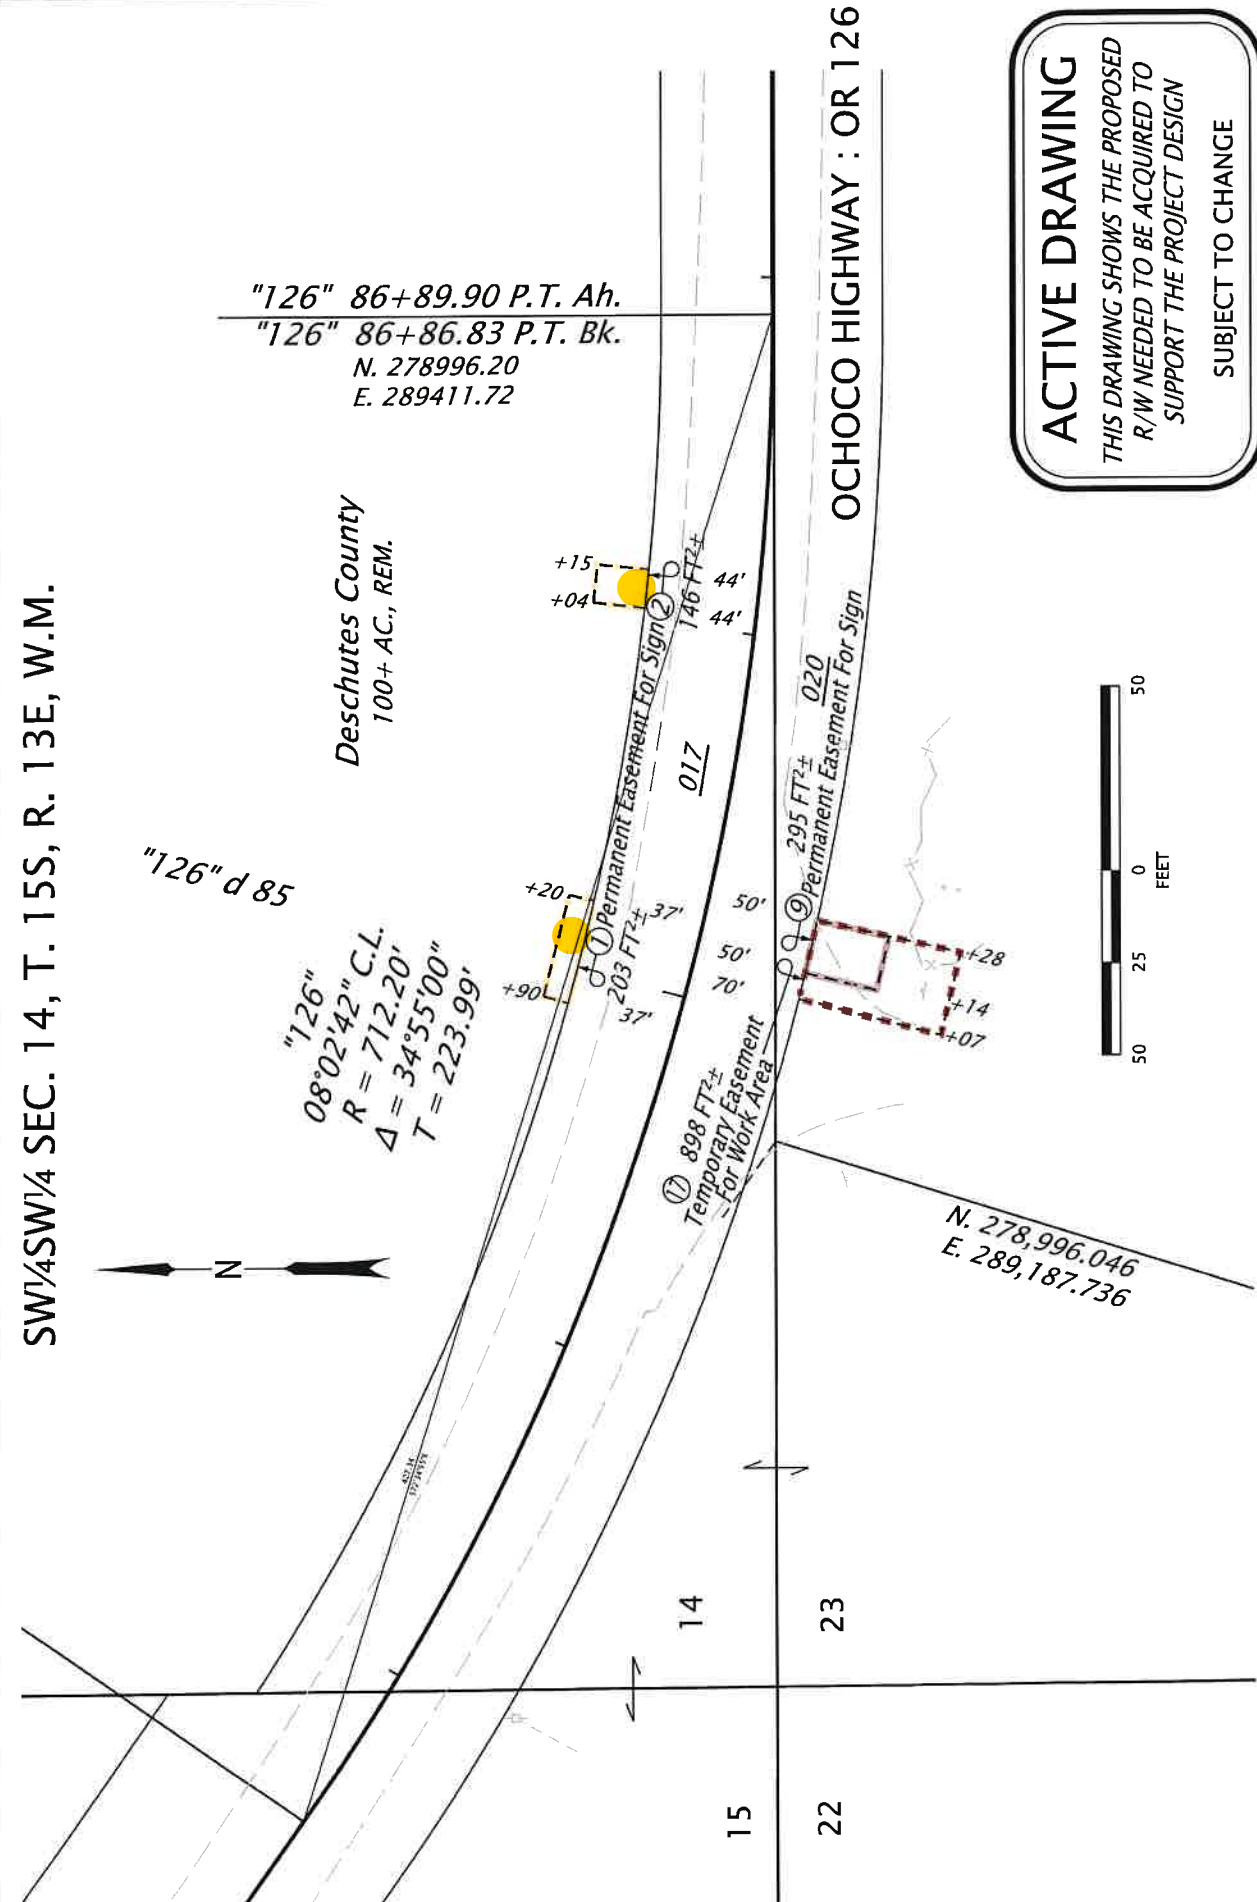 SW¼SW¼ SEC. 14, T. 15S, R. 13E, W.M.
"126" 86+89.90 P.T. Ah.
"126" 86+86.83 P.T. Bk.
N. 278996.20
E. 289411.72
Deschutes County
100+ AC., REM.
"126" d 85
"126"
08°02'42" C.L.
R = 712.20'
Δ = 34°55'00"
T = 223.99'
N
+15
+04
② 
146 FT²±
44'
44'
+20
+90
① Permanent Easement For Sign
203 FT²±
37'
37'
017
020
50'
50'
70'
⑨ 295 FT²±
Permanent Easement For Sign
⑰ 898 FT²±
Temporary Easement
For Work Area
+28
+14
+07
OCHOCO HIGHWAY : OR 126
N. 278,996.046
E. 289,187.736
14
23
15
22
50
25
0
50
FEET
ACTIVE DRAWING
THIS DRAWING SHOWS THE PROPOSED
R/W NEEDED TO BE ACQUIRED TO
SUPPORT THE PROJECT DESIGN
SUBJECT TO CHANGE